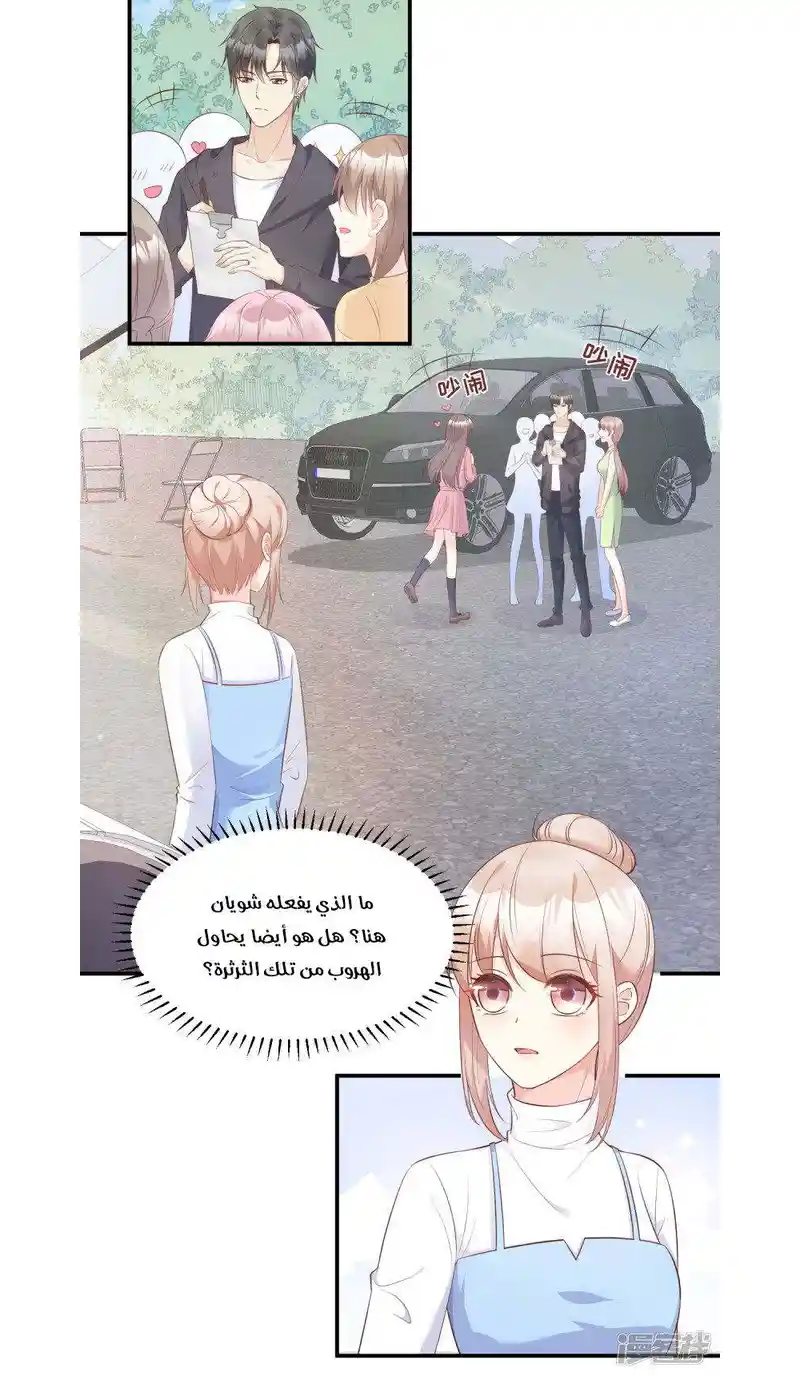 吵闹
吵闹
ما الذي يفعله شويان
هنا؟ هل هو أيضا يحاول
الهروب من تلك الثرثرة؟